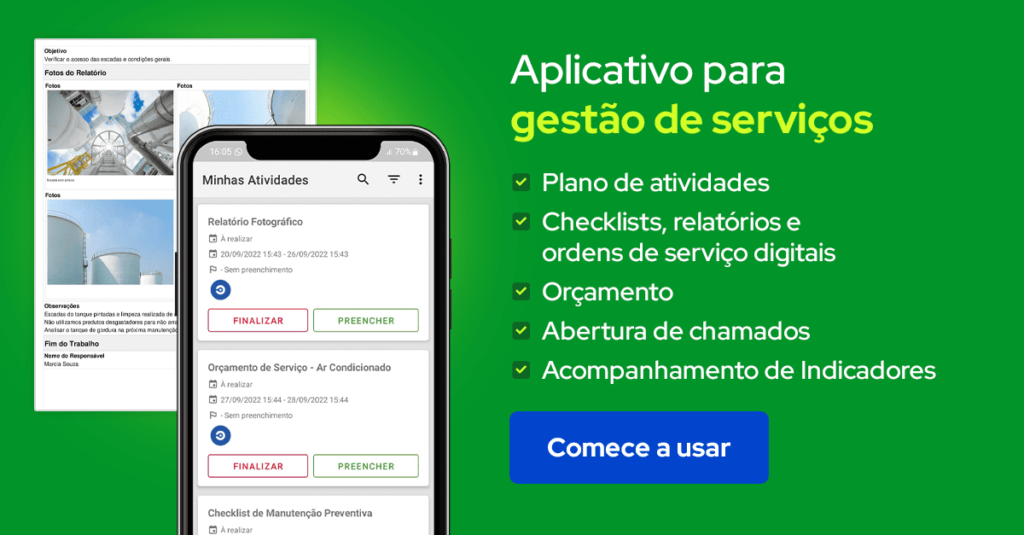 Objetivo
Verificar o acesso das escadas e condições gerais
Fotos do Relatório
Fotos
Fotos
Fotos
Observações
Escadas do tanque pintadas e limpeza realizada de
Não utilizamos produtos desgastadores para não
Analisar o tanque de gordura na próxima manutenção
Fim do Trabalho
Nome do Responsável
Marcia Souza
16:05
70%
Minhas Atividades
Relatório Fotográfico
À realizar
20/09/2022 15:43 - 26/09/2022 15:43
- Sem preenchimento
FINALIZAR
PREENCHER
Orçamento de Serviço - Ar Condicionado
À realizar
27/09/2022 15:44 - 28/09/2022 15:44
- Sem preenchimento
FINALIZAR
PREENCHER
Checklist de Manutenção Preventiva
À realizar
Aplicativo para
gestão de serviços
Plano de atividades
Checklists, relatórios e
ordens de serviço digitais
Orçamento
Abertura de chamados
Acompanhamento de Indicadores
Comece a usar